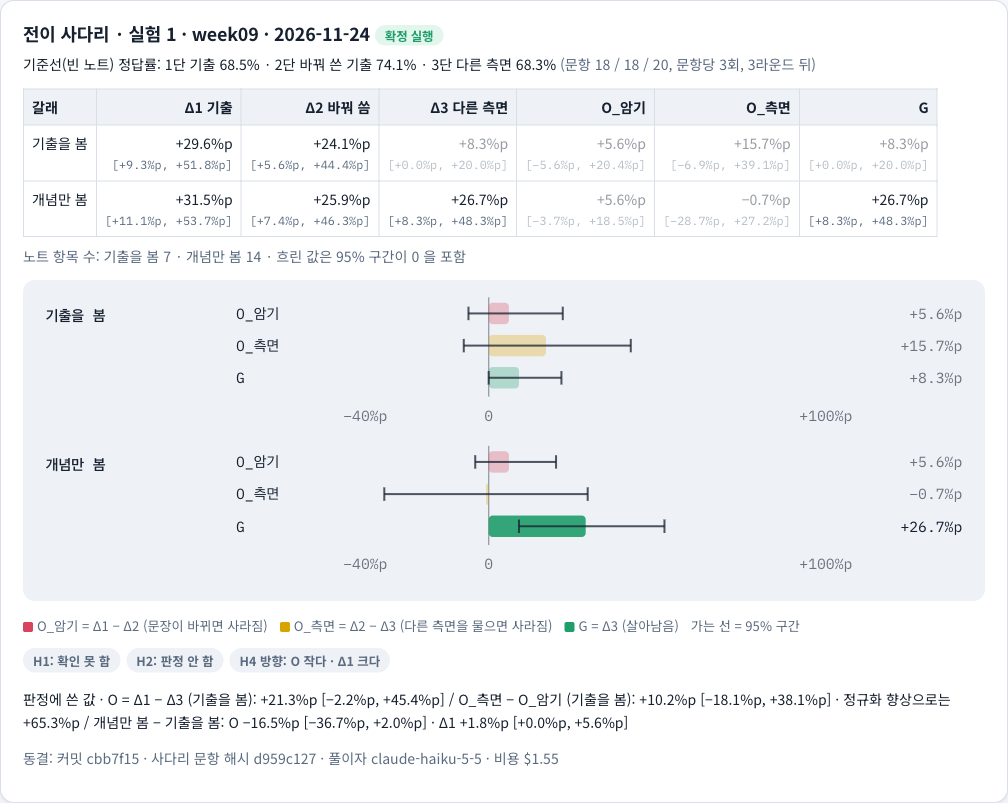 전이 사다리 · 실험 1 · week09 · 2026-11-24 확정 실행
기준선(빈 노트) 정답률: 1단 기출 68.5% · 2단 바꿔 쓴 기출 74.1% · 3단 다른 측면 68.3% (문항 18 / 18 / 20, 문항당 3회, 3라운드 뒤)
갈래 Δ1 기출 Δ2 바꿔 씀 Δ3 다른 측면 O_암기 O_측면 G
기출을 봄 +29.6%p +24.1%p +8.3%p +5.6%p +15.7%p +8.3%p
[+9.3%p, +51.8%p] [+5.6%p, +44.4%p] [+0.0%p, +20.0%p] [−5.6%p, +20.4%p] [−6.9%p, +39.1%p] [+0.0%p, +20.0%p]
개념만 봄 +31.5%p +25.9%p +26.7%p +5.6%p −0.7%p +26.7%p
[+11.1%p, +53.7%p] [+7.4%p, +46.3%p] [+8.3%p, +48.3%p] [−3.7%p, +18.5%p] [−28.7%p, +27.2%p] [+8.3%p, +48.3%p]
노트 항목 수: 기출을 봄 7 · 개념만 봄 14 · 흐린 값은 95% 구간이 0 을 포함
기출을 봄 O_암기 +5.6%p
O_측면 +15.7%p
G +8.3%p
−40%p 0 +100%p
개념만 봄 O_암기 +5.6%p
O_측면 −0.7%p
G +26.7%p
−40%p 0 +100%p
O_암기 = Δ1 − Δ2 (문장이 바뀌면 사라짐) O_측면 = Δ2 − Δ3 (다른 측면을 물으면 사라짐) G = Δ3 (살아남음) 가는 선 = 95% 구간
H1: 확인 못 함 H2: 판정 안 함 H4 방향: O 작다 · Δ1 크다
판정에 쓴 값 · O = Δ1 − Δ3 (기출을 봄): +21.3%p [−2.2%p, +45.4%p] / O_측면 − O_암기 (기출을 봄): +10.2%p [−18.1%p, +38.1%p] · 정규화 향상으로는
+65.3%p / 개념만 봄 − 기출을 봄: O −16.5%p [−36.7%p, +2.0%p] · Δ1 +1.8%p [+0.0%p, +5.6%p]
동결: 커밋 cbb7f15 · 사다리 문항 해시 d959c127 · 풀이자 claude-haiku-5-5 · 비용 $1.55